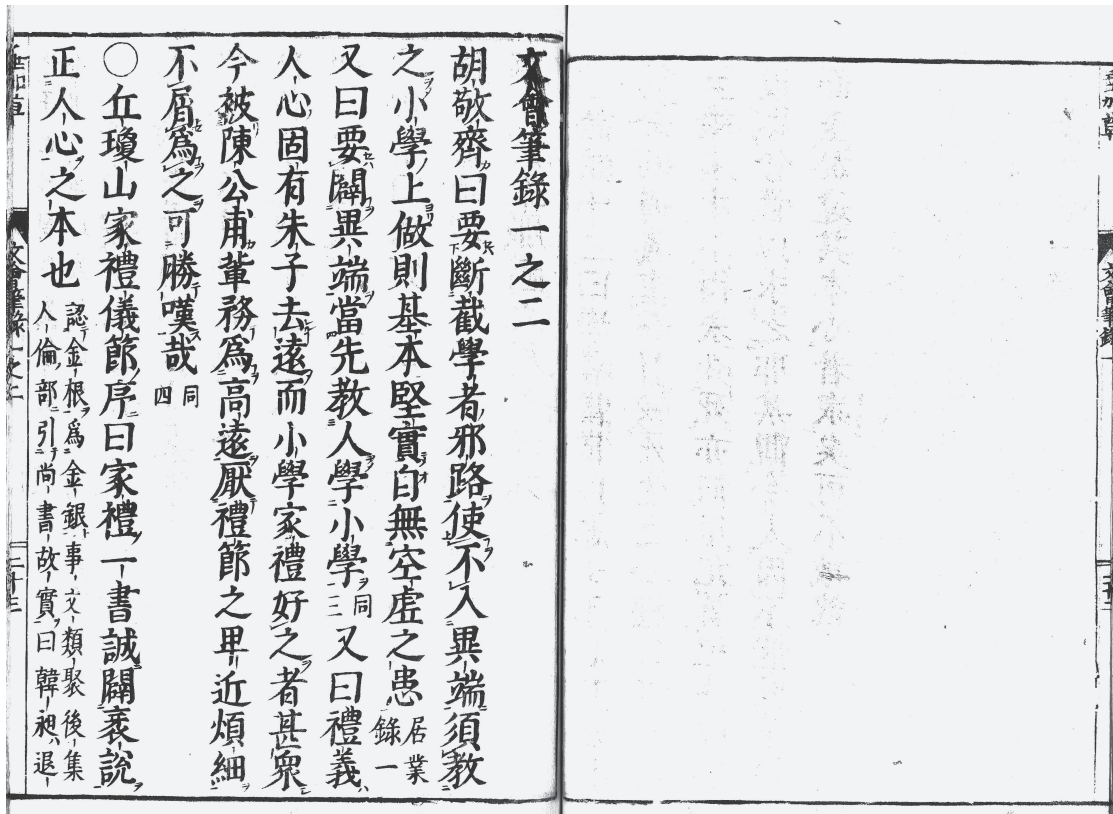 文會筆錄一之二
胡敬齊曰要斷截學者邪路使不入異端須教
之小學上做則基本堅實自無空虛之患居業錄一
又曰要闢異端當先教人學小學同三又曰禮義
人心固有朱子去遠而小學家禮好之者甚衆
今被陳公甫輩務爲高遠厭禮節之卑近煩細
不屑爲之可勝嘆哉同四
○丘瓊山家禮儀節序曰家禮一書誠闢衺說
正人心之本也認金根爲金銀事文類聚後集
人倫部引尚書故實曰韓昶退
文會筆錄一之二
二十三
文會筆錄一